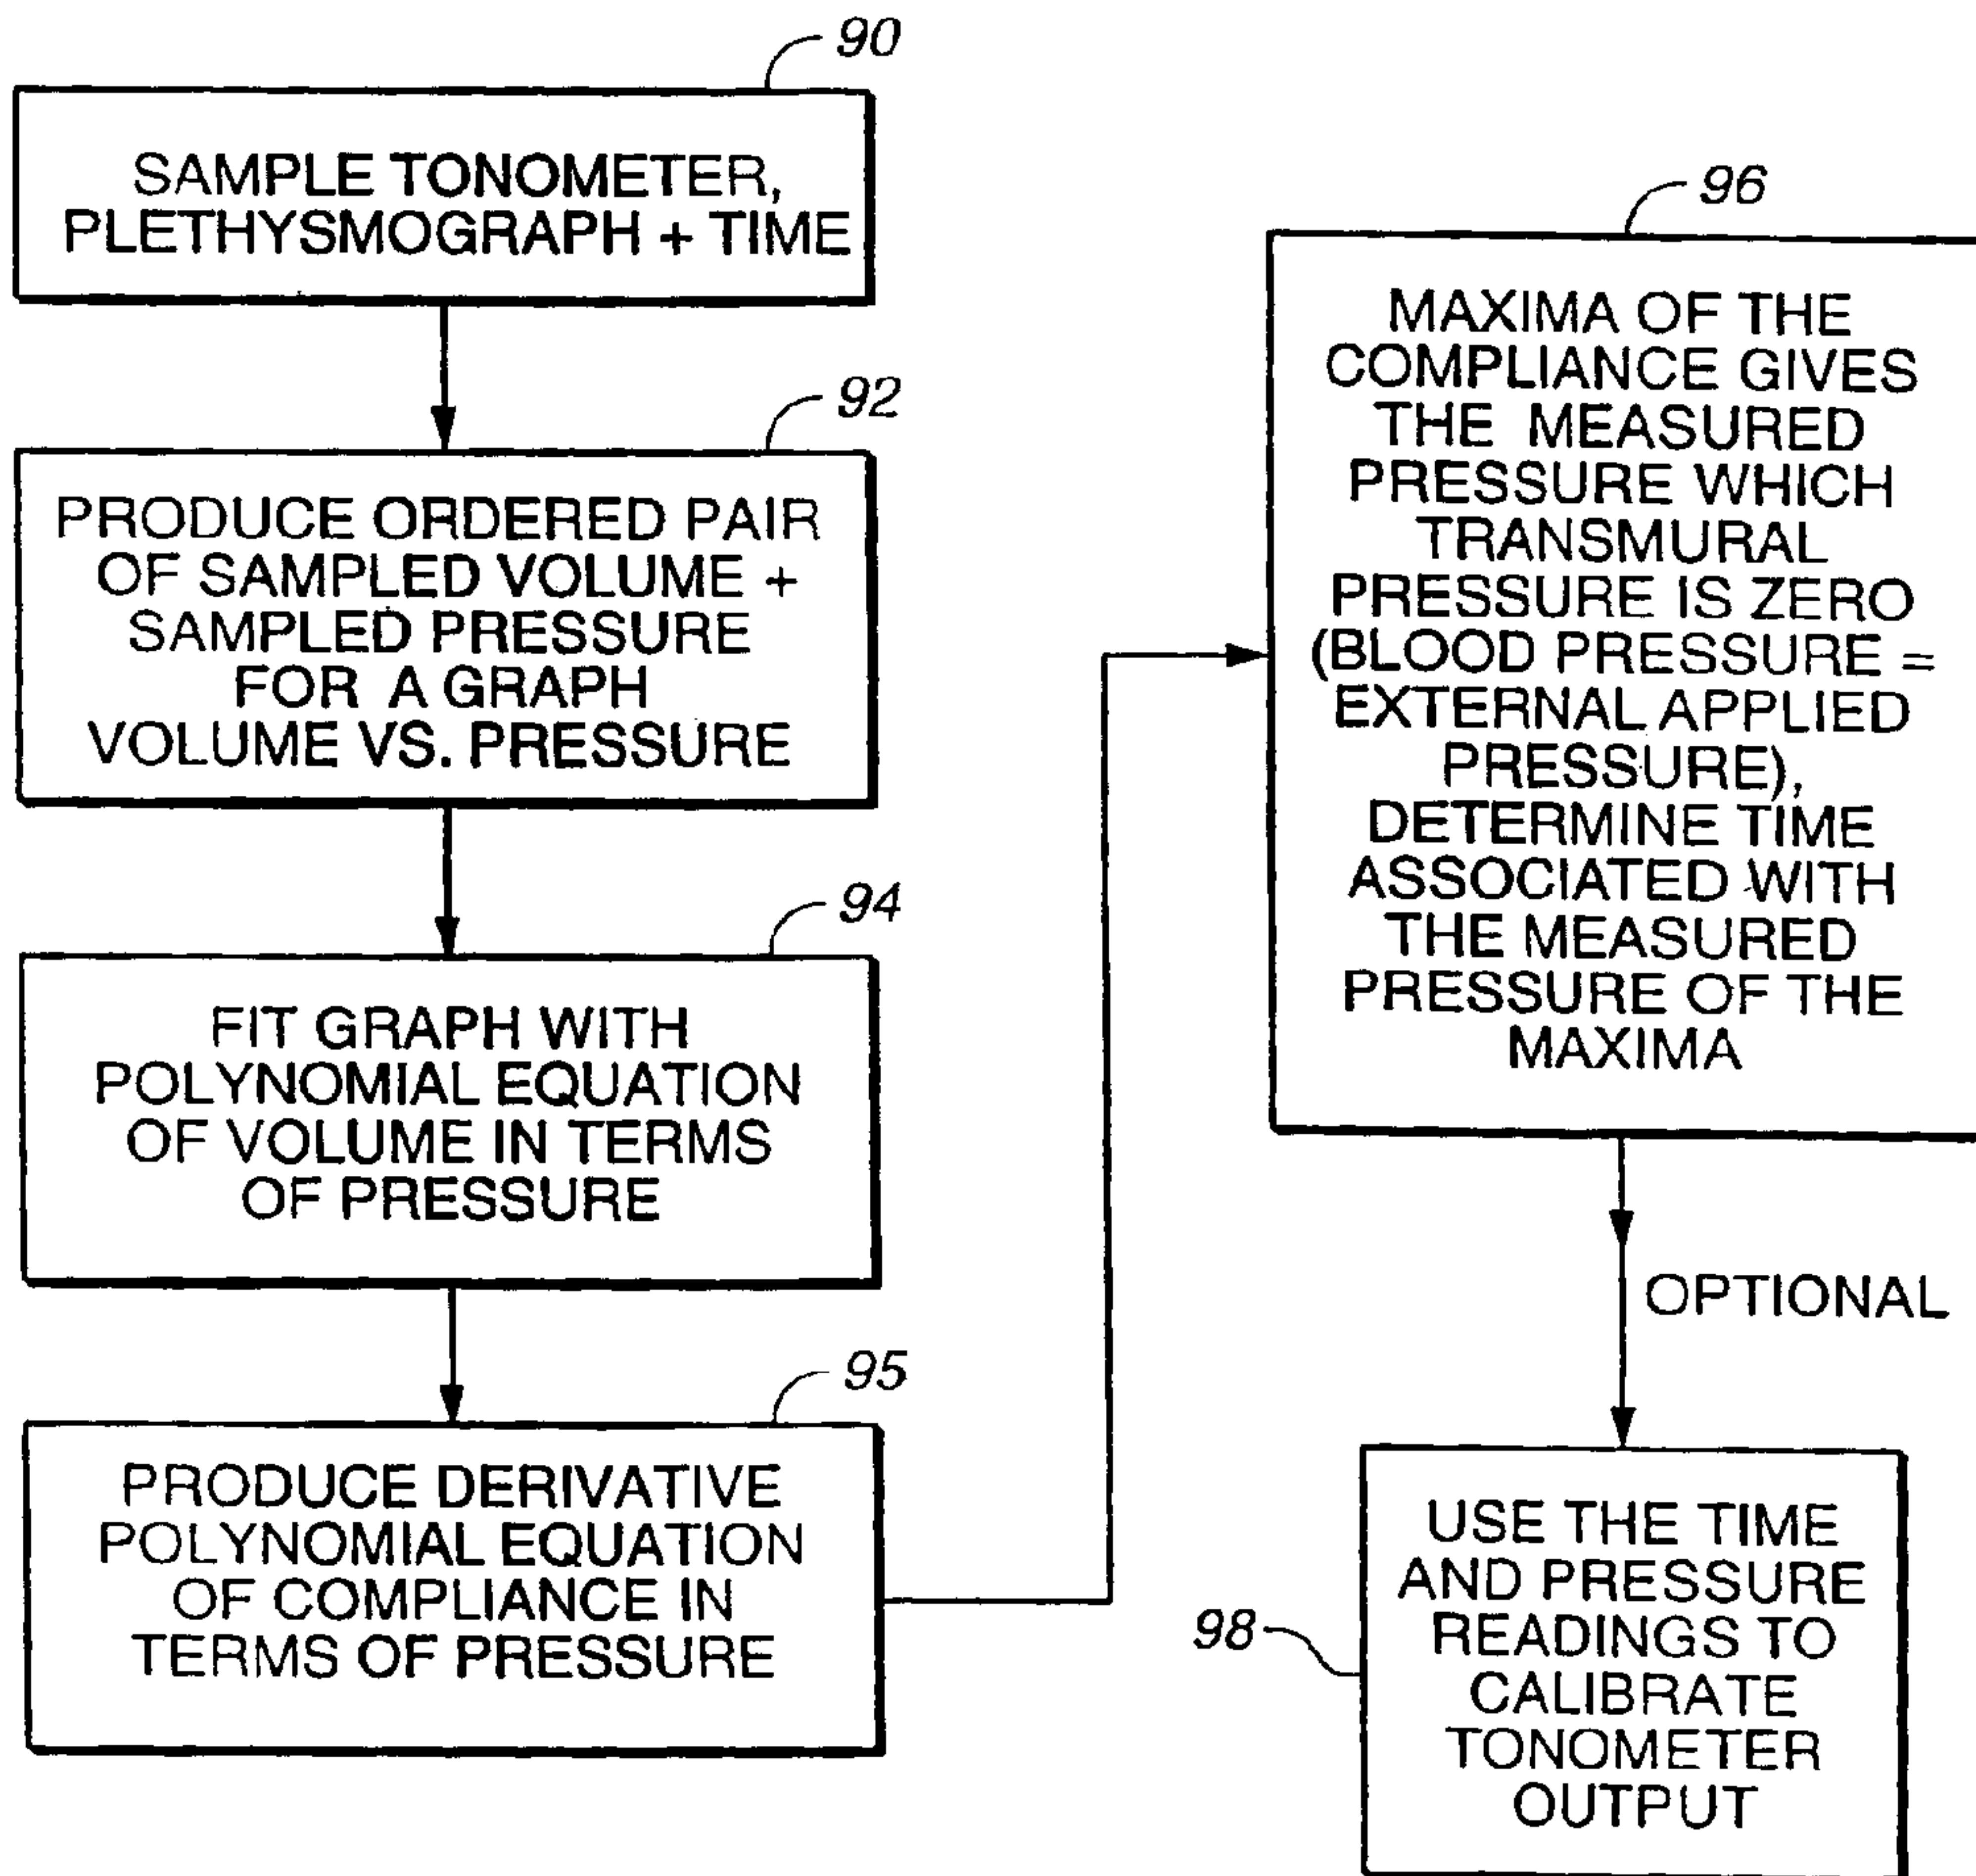 90
SAMPLE TONOMETER,
PLETHYSMOGRAPH + TIME
92
PRODUCE ORDERED PAIR
OF SAMPLED VOLUME +
SAMPLED PRESSURE
FOR A GRAPH
VOLUME VS. PRESSURE
94
FIT GRAPH WITH
POLYNOMIAL EQUATION
OF VOLUME IN TERMS
OF PRESSURE
95
PRODUCE DERIVATIVE
POLYNOMIAL EQUATION
OF COMPLIANCE IN
TERMS OF PRESSURE
96
MAXIMA OF THE
COMPLIANCE GIVES
THE MEASURED
PRESSURE WHICH
TRANSMURAL
PRESSURE IS ZERO
(BLOOD PRESSURE =
EXTERNAL APPLIED
PRESSURE),
DETERMINE TIME
ASSOCIATED WITH
THE MEASURED
PRESSURE OF THE
MAXIMA
OPTIONAL
98
USE THE TIME
AND PRESSURE
READINGS TO
CALIBRATE
TONOMETER
OUTPUT